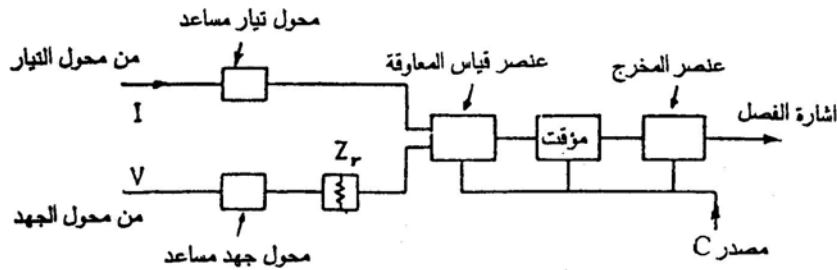 محول تيار مساعد
من محول التيار
I
عنصر قياس المعاوقة
عنصر المخرج
اشارة الفصل
مؤقت
Zr
V
من محول الجهد
محول جهد مساعد
مصدر C